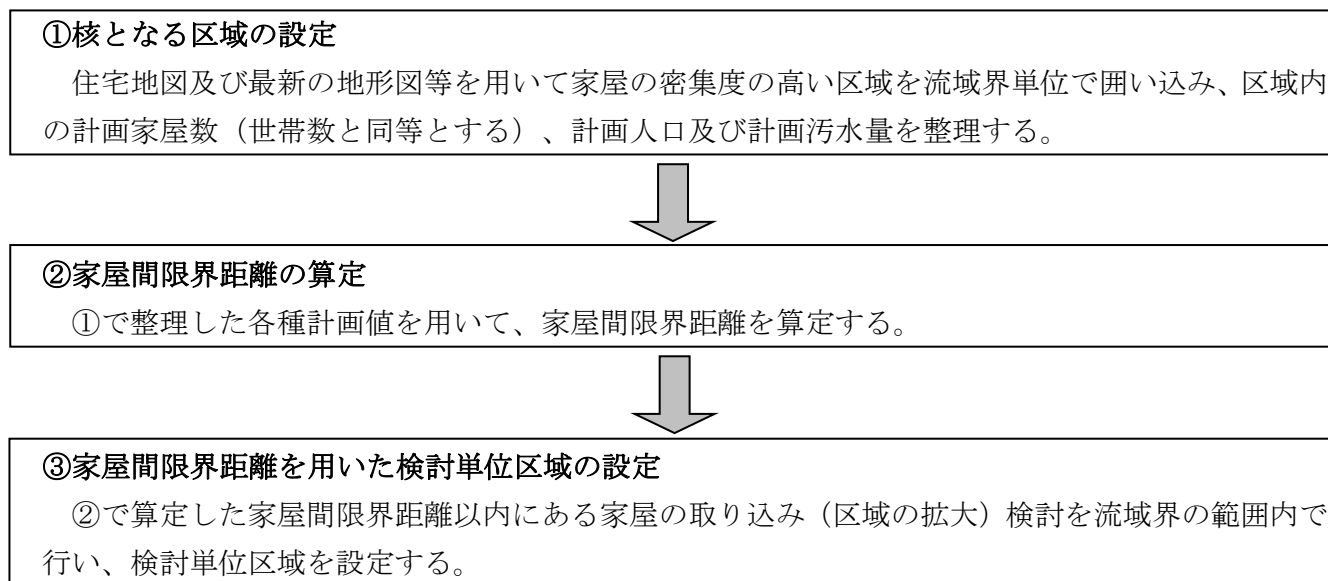 ①核となる区域の設定
住宅地図及び最新の地形図等を用いて家屋の密集度の高い区域を流域界単位で囲い込み、区域内
の計画家屋数（世帯数と同等とする）、計画人口及び計画汚水量を整理する。
②家屋間限界距離の算定
①で整理した各種計画値を用いて、家屋間限界距離を算定する。
③家屋間限界距離を用いた検討単位区域の設定
②で算定した家屋間限界距離以内にある家屋の取り込み（区域の拡大）検討を流域界の範囲内で
行い、検討単位区域を設定する。